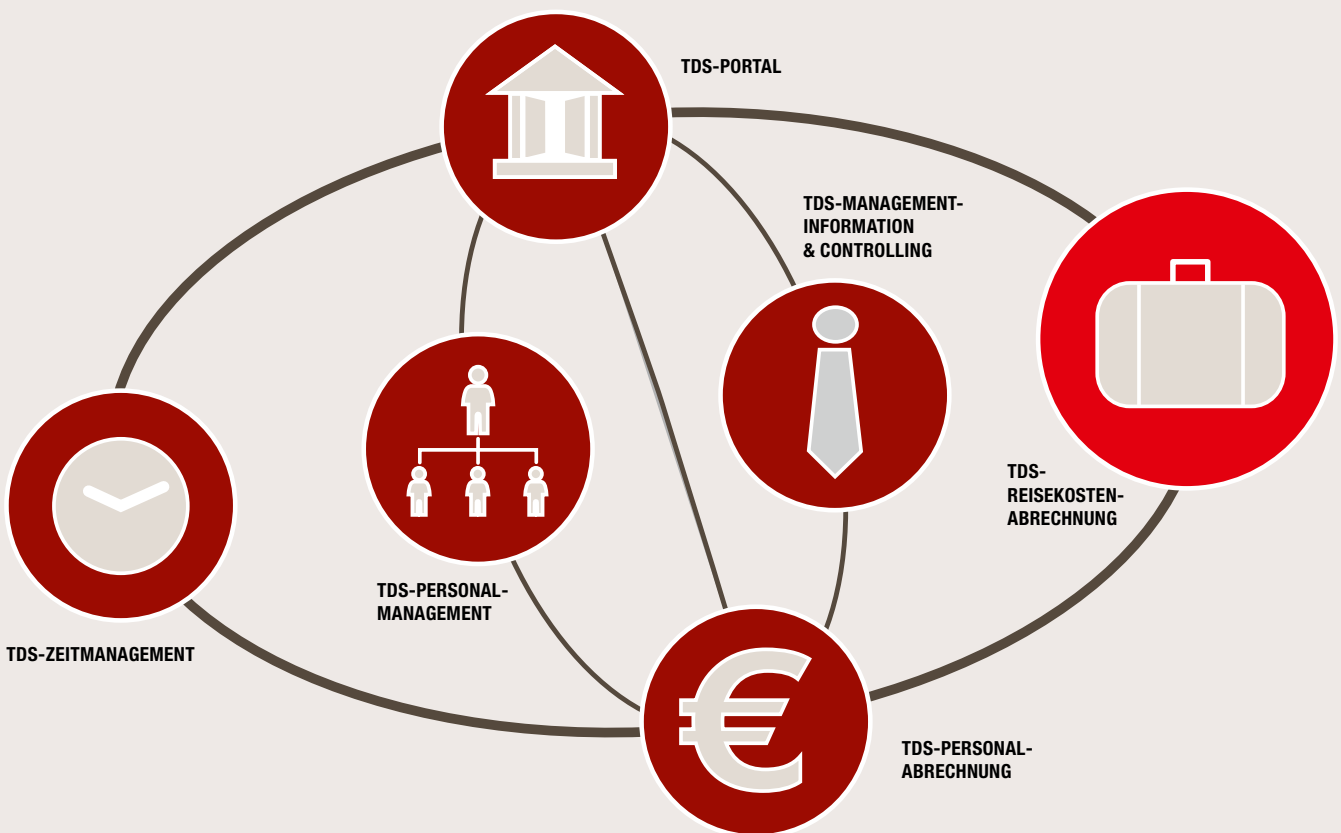 TDS-PORTAL
TDS-MANAGEMENT-
INFORMATION
& CONTROLLING
TDS-
REISEKOSTEN-
ABRECHNUNG
TDS-PERSONAL-
MANAGEMENT
TDS-ZEITMANAGEMENT
€
TDS-PERSONAL-
ABRECHNUNG